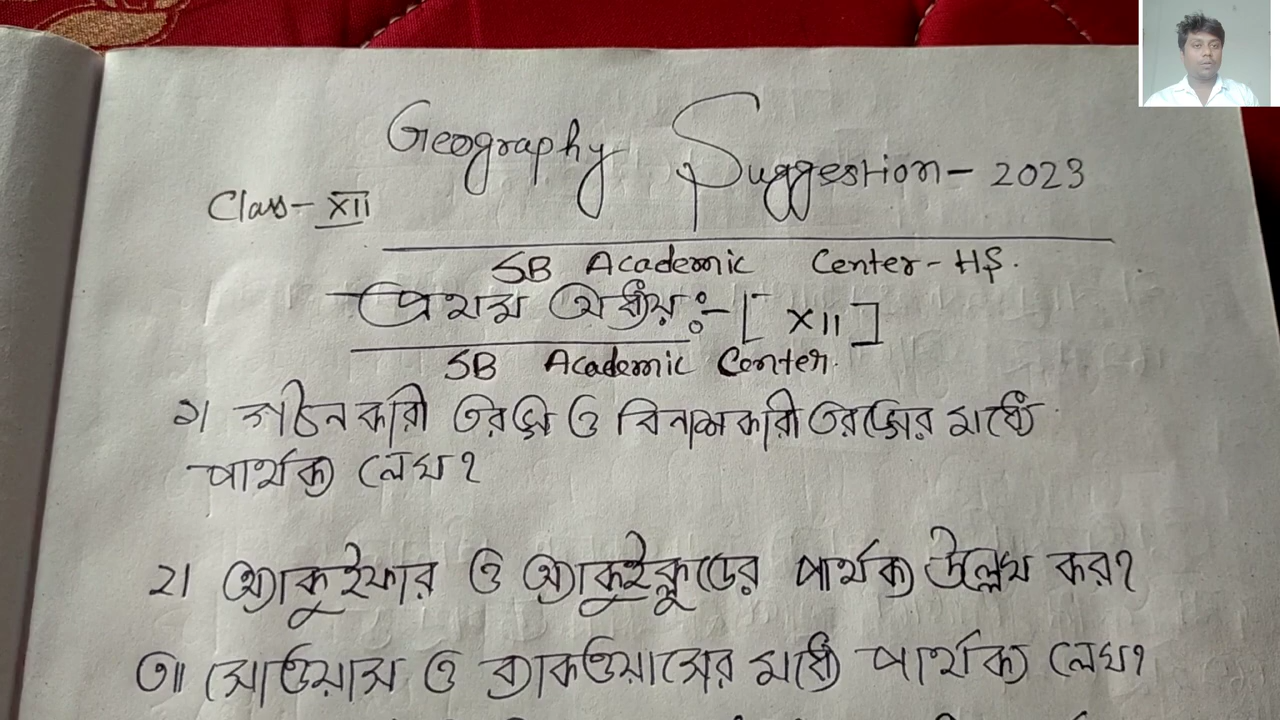 Geography Suggestion - 2023
Class - XII
SB Academic Center - HS.
প্রথম অধ্যায় :- [ XII ]
SB Academic Center.
১। গঠনকারী তরঙ্গ ও বিনাশকারী তরঙ্গের মধ্যে
পার্থক্য লেখ?
২। অ্যাকুইফার ও অ্যাকুইক্লুডের পার্থক্য উল্লেখ কর?
৩॥ সোওয়াস ও ব্যাকওয়াসের মধ্যে পার্থক্য লেখ?